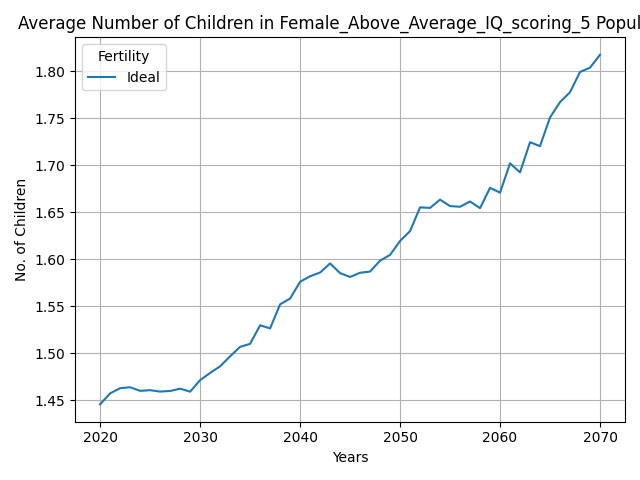 Average Number of Children in Female_Above_Average_IQ_scoring_5 Popul
Fertility
Ideal
1.80
1.75
1.70
1.65
1.60
1.55
1.50
1.45
No. of Children
2020 2030 2040 2050 2060 2070
Years